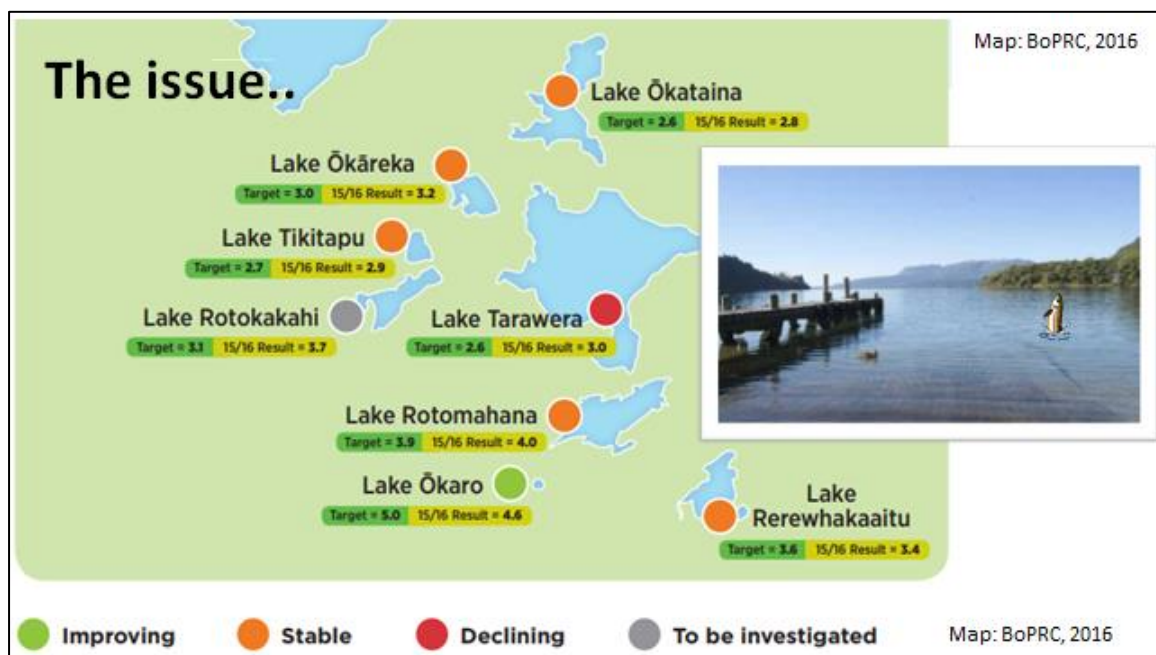 The issue..
Map: BoPRC, 2016
Lake Ōkataina
Target = 2.6 15/16 Result = 2.8
Lake Ōkāreka
Target = 3.0 15/16 Result = 3.2
Lake Tikitapu
Target = 2.7 15/16 Result = 2.9
Lake Rotokakahi
Target = 3.1 15/16 Result = 3.7
Lake Tarawera
Target = 2.6 15/16 Result = 3.0
Lake Rotomahana
Target = 3.9 15/16 Result = 4.0
Lake Ōkaro
Target = 5.0 15/16 Result = 4.6
Lake
Rerewhakaaitu
Target = 3.6 15/16 Result = 3.4
Improving Stable Declining To be investigated
Map: BoPRC, 2016